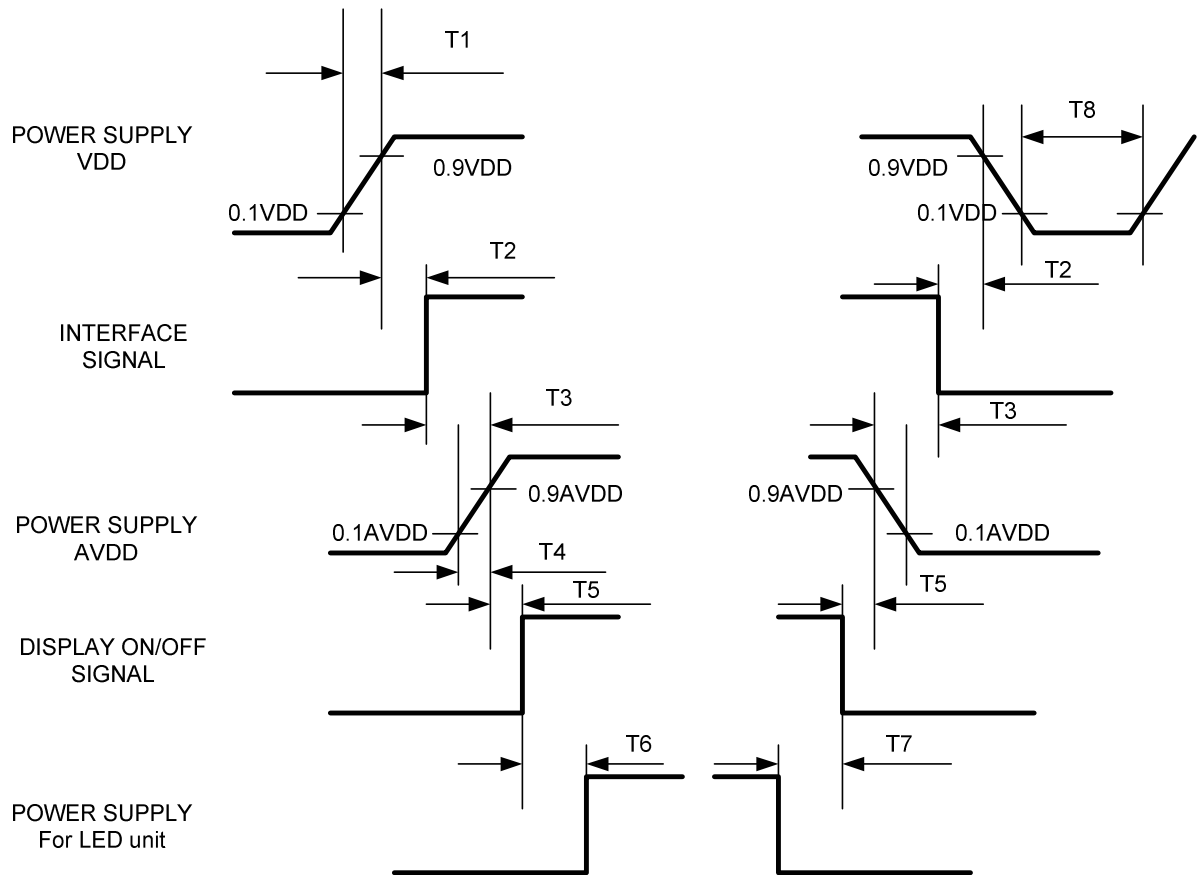 T1
T8
POWER SUPPLY
VDD
0.9VDD
0.9VDD
0.1VDD
0.1VDD
T2
T2
INTERFACE
SIGNAL
T3
T3
0.9AVDD
0.9AVDD
POWER SUPPLY
AVDD
0.1AVDD
0.1AVDD
T4
T5
T5
DISPLAY ON/OFF
SIGNAL
T6
T7
POWER SUPPLY
For LED unit